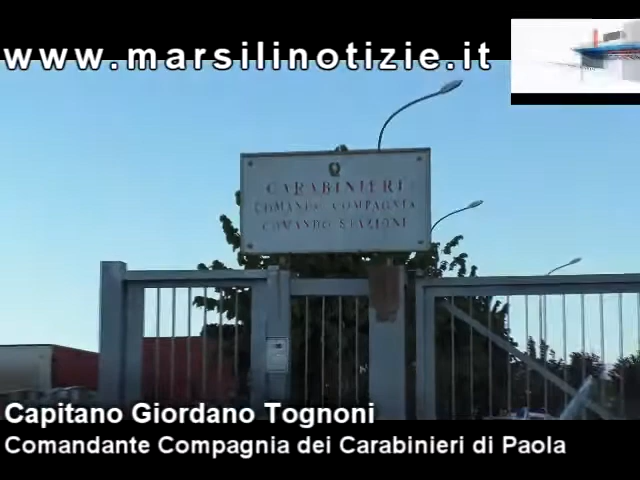 www.marsilinotizie.it
CARABINIERI
COMANDO COMPAGNIA
COMANDO STAZIONE
Capitano Giordano Tognoni
Comandante Compagnia dei Carabinieri di Paola